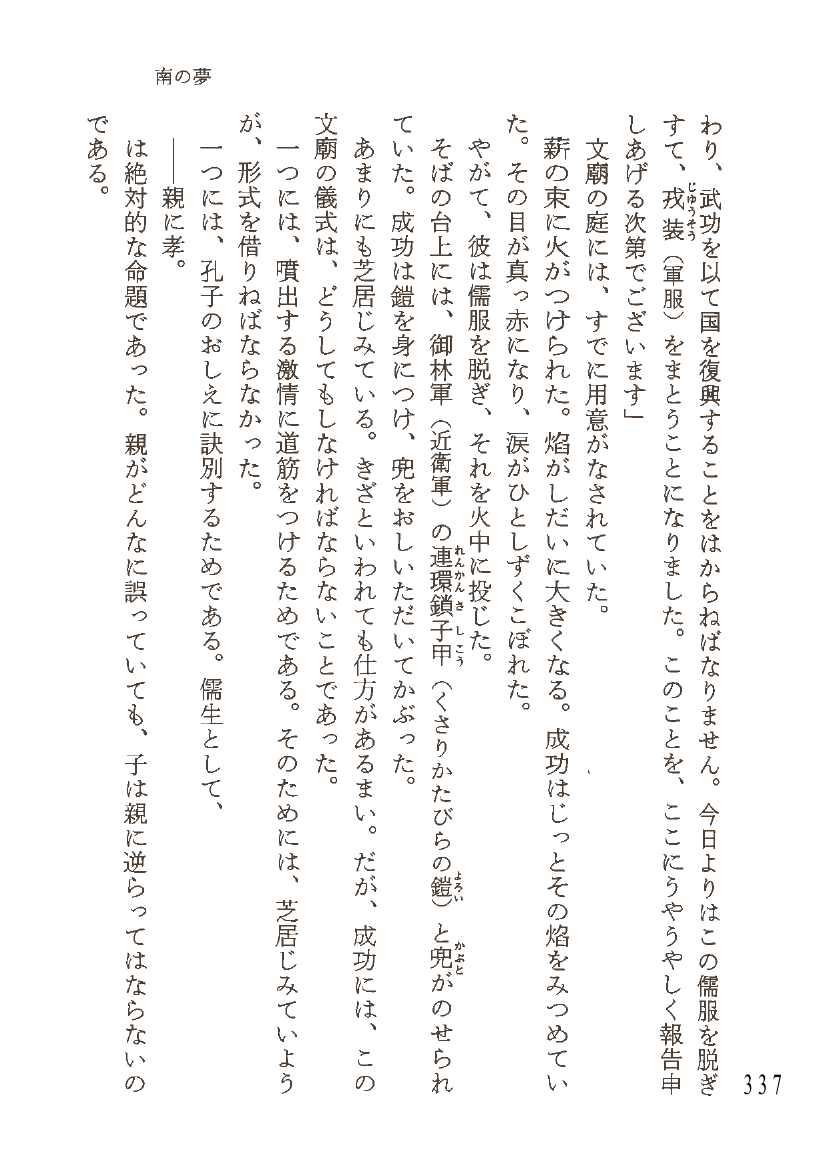 南の夢
わり、武功を以て国を復興することをはからねばなりません。今日よりはこの儒服を脱ぎ
すて、戎装（軍服）をまとうことになりました。このことを、ここにうやうやしく報告申
しあげる次第でございます」
文廟の庭には、すでに用意がなされていた。
薪の束に火がつけられた。焰がしだいに大きくなる。成功はじっとその焰をみつめてい
た。その目が真っ赤になり、涙がひとしずくこぼれた。
やがて、彼は儒服を脱ぎ、それを火中に投じた。
そばの台上には、御林軍（近衛軍）の連環鎖子甲（くさりかたびらの鎧）と兜がのせられ
ていた。成功は鎧を身につけ、兜をおしいただいてかぶった。
あまりにも芝居じみている。きざといわれても仕方があるまい。だが、成功には、この
文廟の儀式は、どうしてもしなければならないことであった。
一つには、噴出する激情に道筋をつけるためである。そのためには、芝居じみていよう
が、形式を借りねばならなかった。
一つには、孔子のおしえに訣別するためである。儒生として、
――親に孝。
は絶対的な命題であった。親がどんなに誤っていても、子は親に逆らってはならないの
である。
337